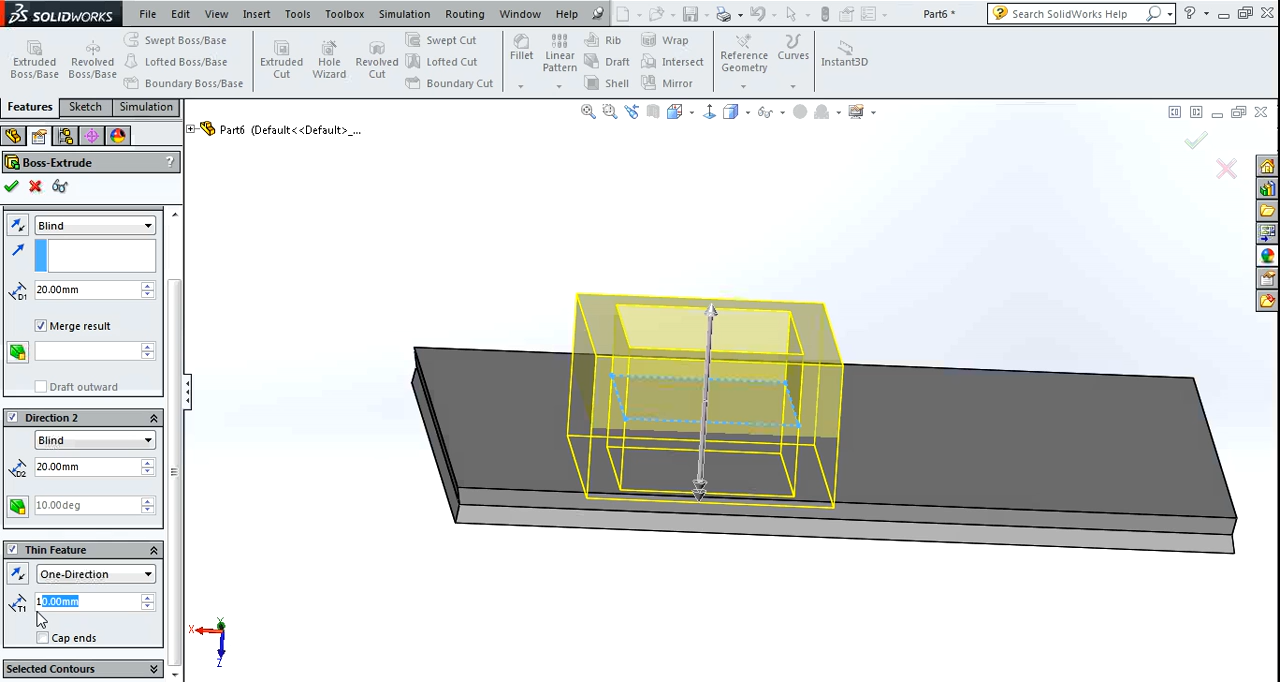 SOLIDWORKS File Edit View Insert Tools Toolbox Simulation Routing Window Help Part6 * Search SolidWorks Help
Extruded Boss/Base
Revolved Boss/Base
Swept Boss/Base
Lofted Boss/Base
Boundary Boss/Base
Extruded Cut
Hole Wizard
Revolved Cut
Swept Cut
Lofted Cut
Boundary Cut
Fillet
Linear Pattern
Rib
Draft
Shell
Wrap
Intersect
Mirror
Reference Geometry
Curves
Instant3D
Features Sketch Simulation
Part6 (Default<<Default>_...
Boss-Extrude ?
Blind
D1 20.00mm
Merge result
Draft outward
Direction 2
Blind
D2 20.00mm
10.00deg
Thin Feature
One-Direction
T1 10.00mm
Cap ends
Selected Contours
X Y Z